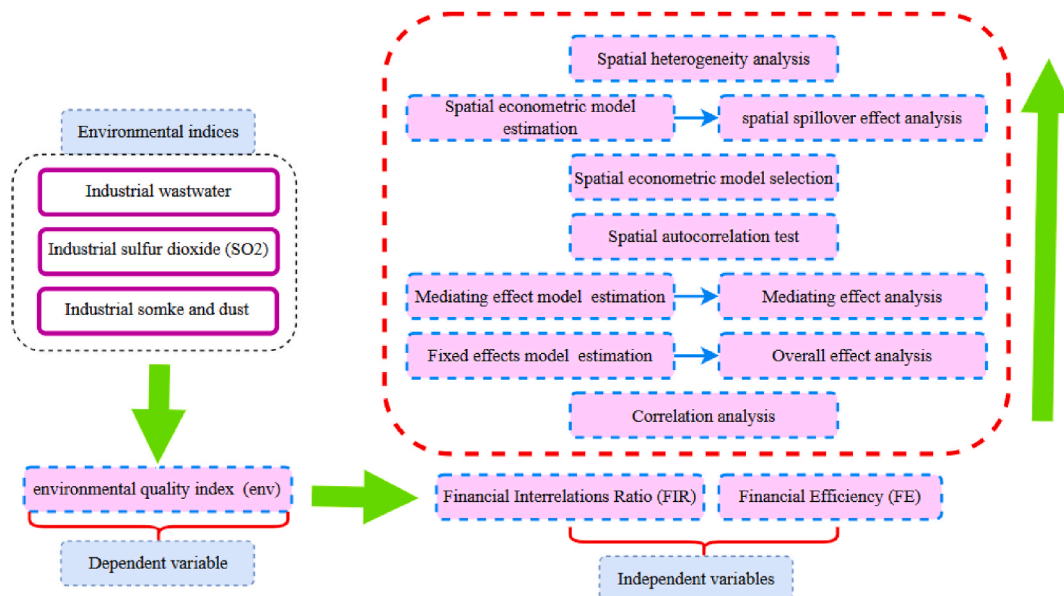 Environmental indices
Industrial wastwater
Industrial sulfur dioxide (SO2)
Industrial somke and dust
environmental quality index (env)
Dependent variable
Spatial heterogeneity analysis
Spatial econometric model
estimation
spatial spillover effect analysis
Spatial econometric model selection
Spatial autocorrelation test
Mediating effect model estimation
Mediating effect analysis
Fixed effects model estimation
Overall effect analysis
Correlation analysis
Financial Interrelations Ratio (FIR)
Financial Efficiency (FE)
Independent variables